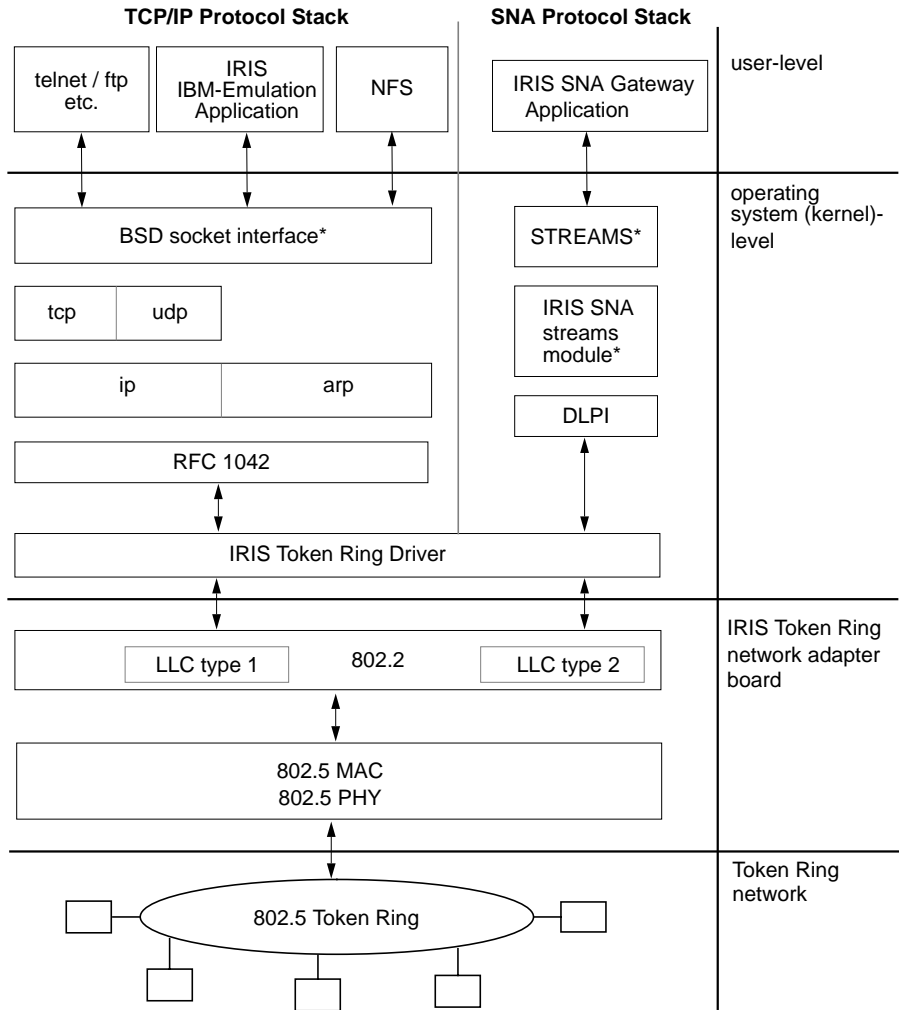 TCP/IP Protocol Stack
SNA Protocol Stack
telnet / ftp
etc.
IRIS
IBM-Emulation
Application
NFS
IRIS SNA Gateway
Application
user-level
operating
system (kernel)-
level
BSD socket interface*
STREAMS*
tcp
udp
IRIS SNA
streams
module*
ip
arp
DLPI
RFC 1042
IRIS Token Ring Driver
IRIS Token Ring
network adapter
board
LLC type 1
802.2
LLC type 2
802.5 MAC
802.5 PHY
Token Ring
network
802.5 Token Ring